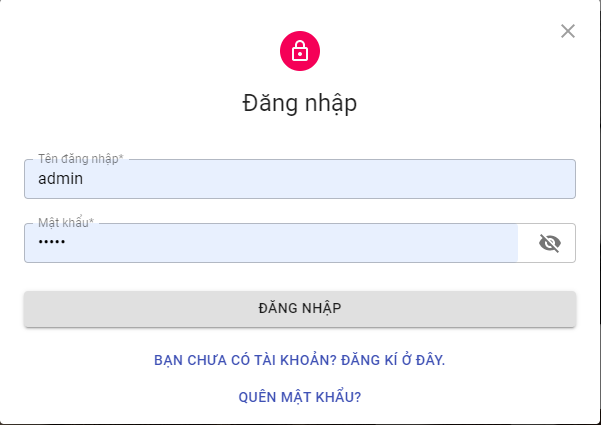 Đăng nhập
Tên đăng nhập*
admin
Mật khẩu*
•••••
ĐĂNG NHẬP
BẠN CHƯA CÓ TÀI KHOẢN? ĐĂNG KÍ Ở ĐÂY.
QUÊN MẬT KHẨU?